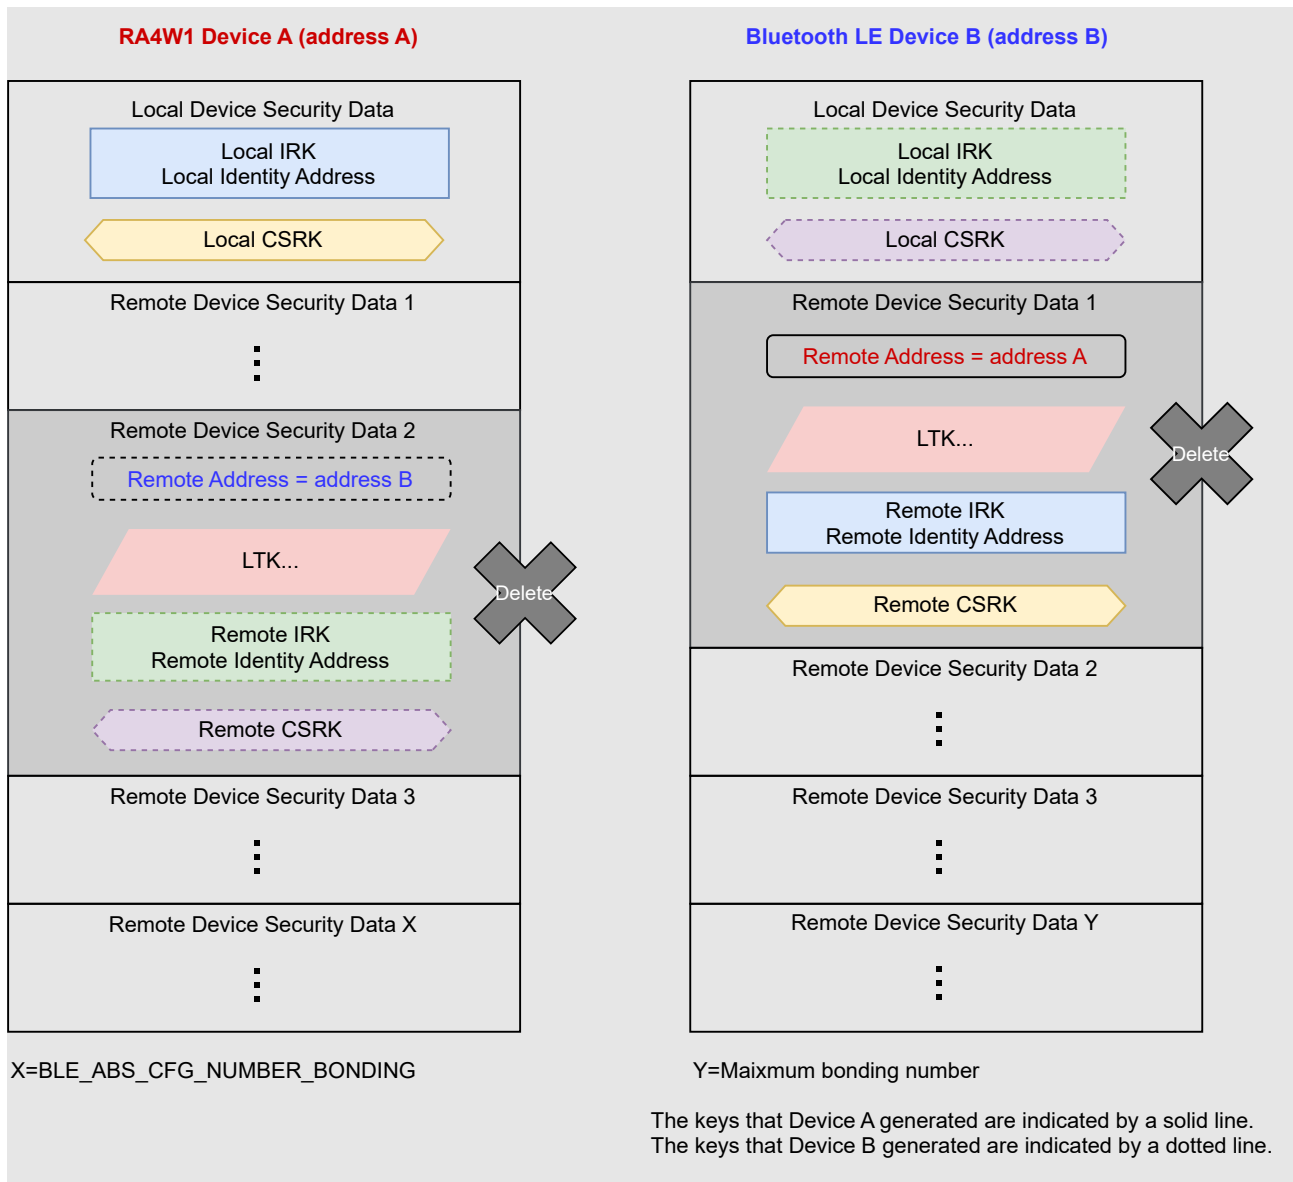 RA4W1 Device A (address A)
Local Device Security Data
Local IRK
Local Identity Address
Local CSRK
Remote Device Security Data 1
Remote Device Security Data 2
Remote Address = address B
LTK...
Delete
Remote IRK
Remote Identity Address
Remote CSRK
Remote Device Security Data 3
Remote Device Security Data X
X=BLE_ABS_CFG_NUMBER_BONDING
Bluetooth LE Device B (address B)
Local Device Security Data
Local IRK
Local Identity Address
Local CSRK
Remote Device Security Data 1
Remote Address = address A
LTK...
Delete
Remote IRK
Remote Identity Address
Remote CSRK
Remote Device Security Data 2
Remote Device Security Data 3
Remote Device Security Data Y
Y=Maixmum bonding number
The keys that Device A generated are indicated by a solid line.
The keys that Device B generated are indicated by a dotted line.